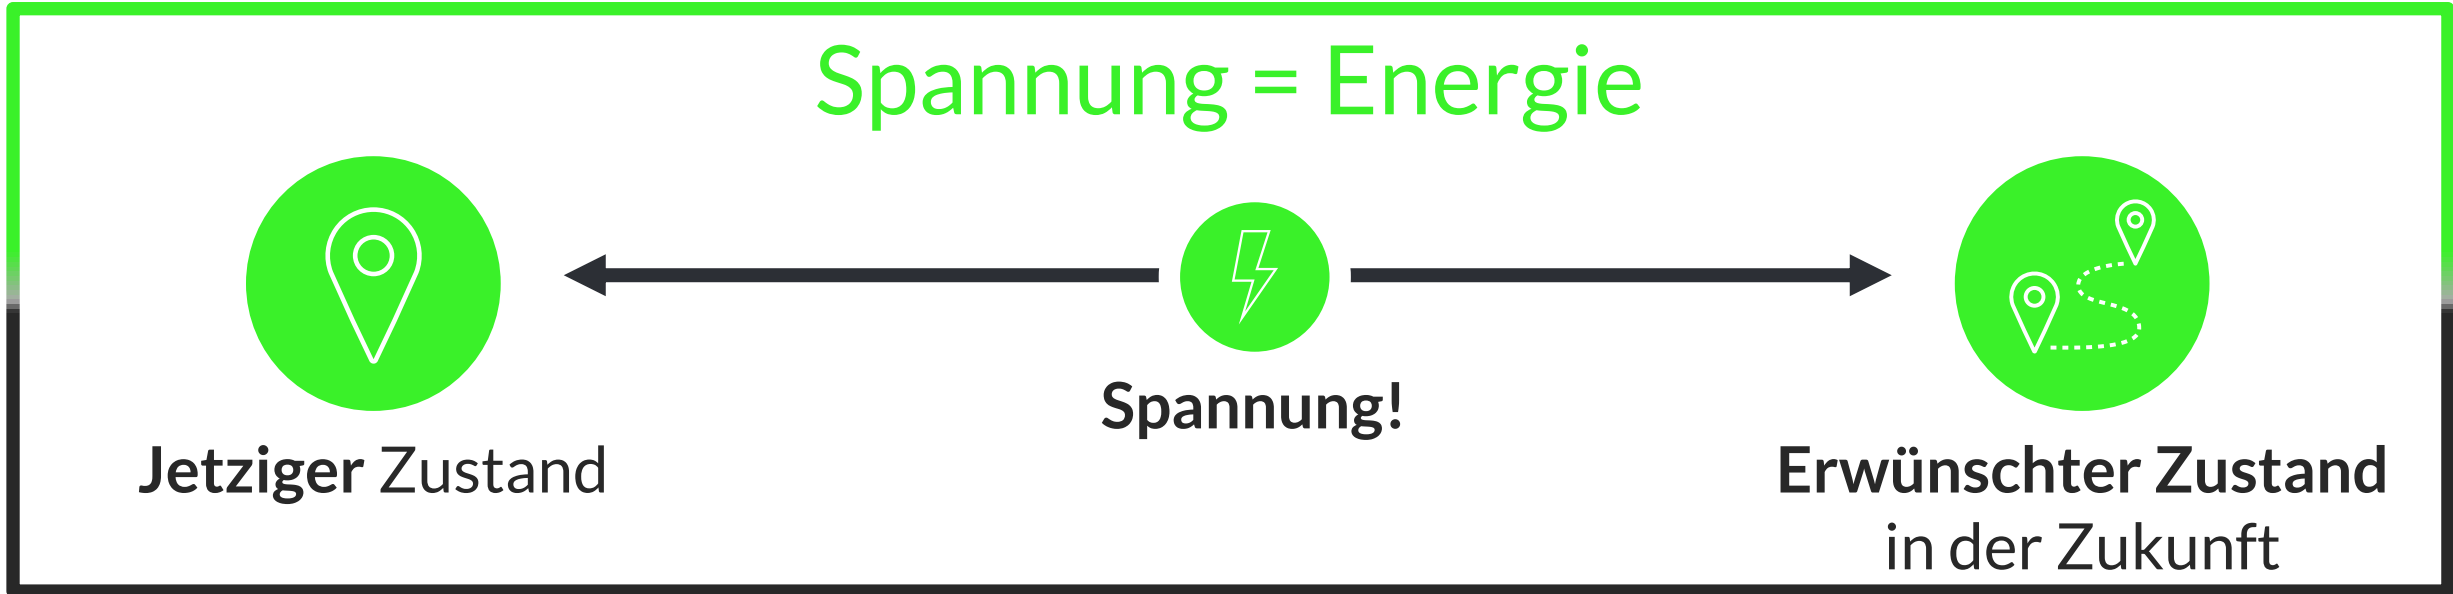 Spannung = Energie
Spannung!
Jetziger Zustand
Erwünschter Zustand
in der Zukunft